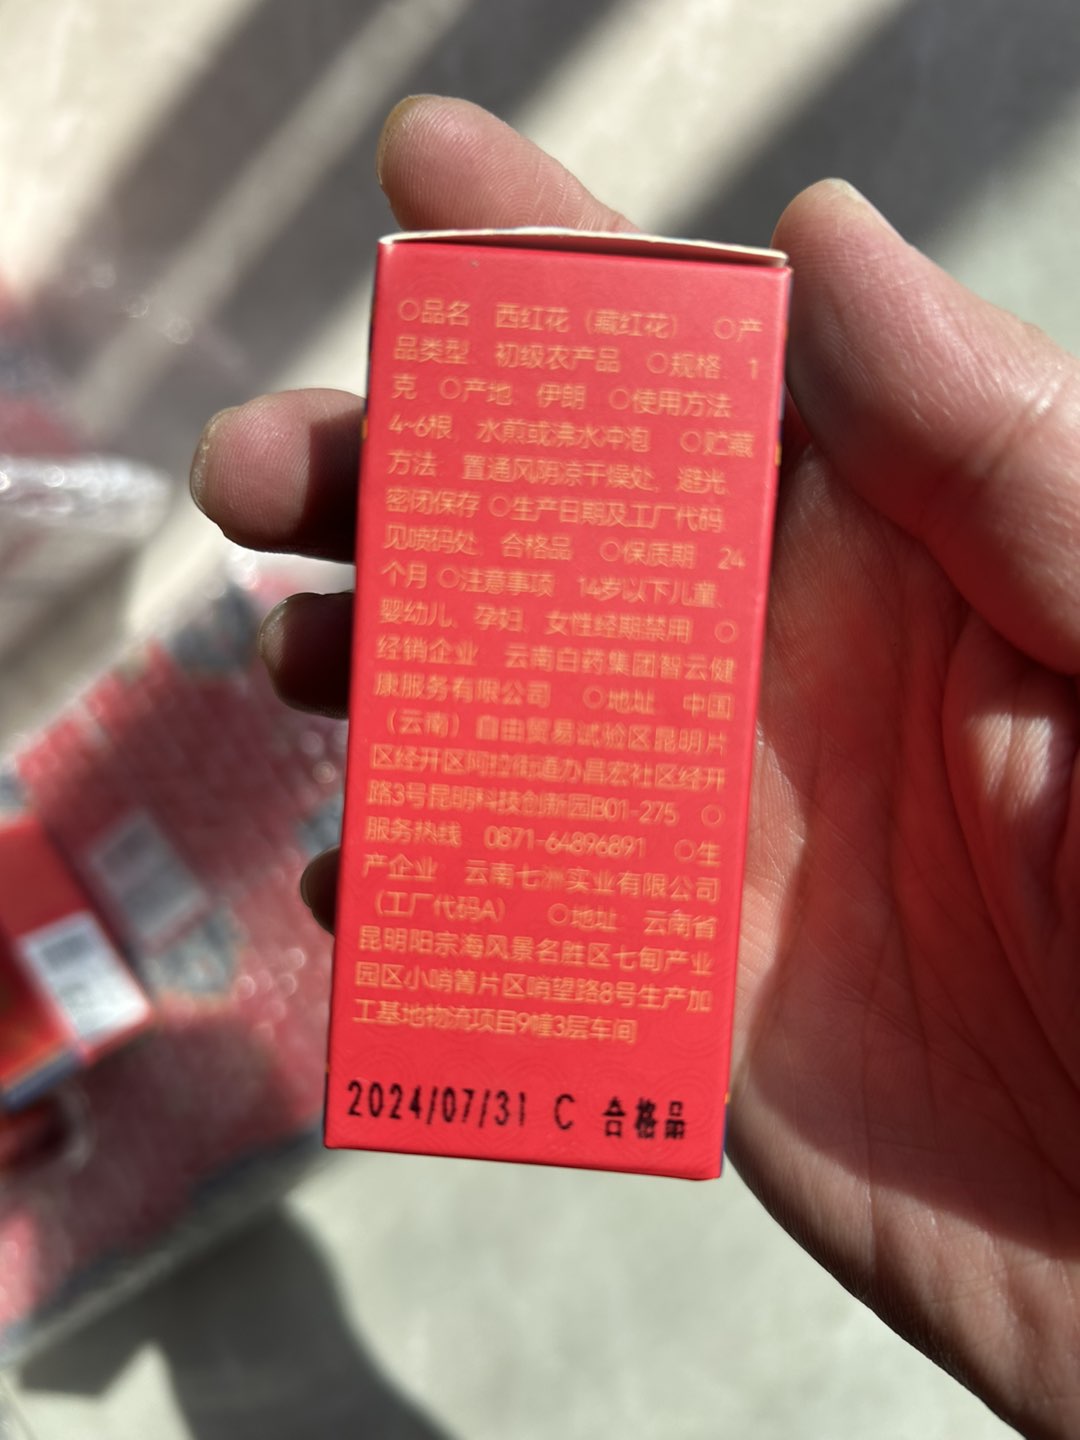 ○品名 西红花（藏红花） ○产
品类型 初级农产品 ○规格 1
克 ○产地 伊朗 ○使用方法
4~6根 水煎或沸水冲泡 ○贮藏
方法 置通风阴凉干燥处、避光、
密闭保存 ○生产日期及工厂代码
见喷码处 合格品 ○保质期 24
个月 ○注意事项 14岁以下儿童、
婴幼儿、孕妇、女性经期禁用 ○
经销企业 云南白药集团智云健
康服务有限公司 ○地址 中国
（云南）自由贸易试验区昆明片
区经开区阿拉街道办昌宏社区经开
路3号昆明科技创新园B01-275 ○
服务热线 0871-64896891 ○生
产企业 云南七洲实业有限公司
（工厂代码A） ○地址 云南省
昆明阳宗海风景名胜区七甸产业
园区小哨箐片区哨望路8号生产加
工基地物流项目9幢3层车间
2024/07/31 C 合格品